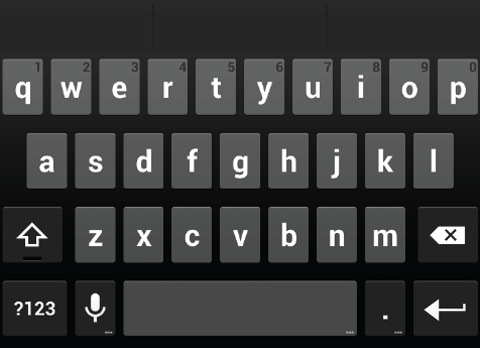 1 2 3 4 5 6 7 8 9 0
q w e r t y u i o p
a s d f g h j k l
z x c v b n m
?123 ... ... . ...